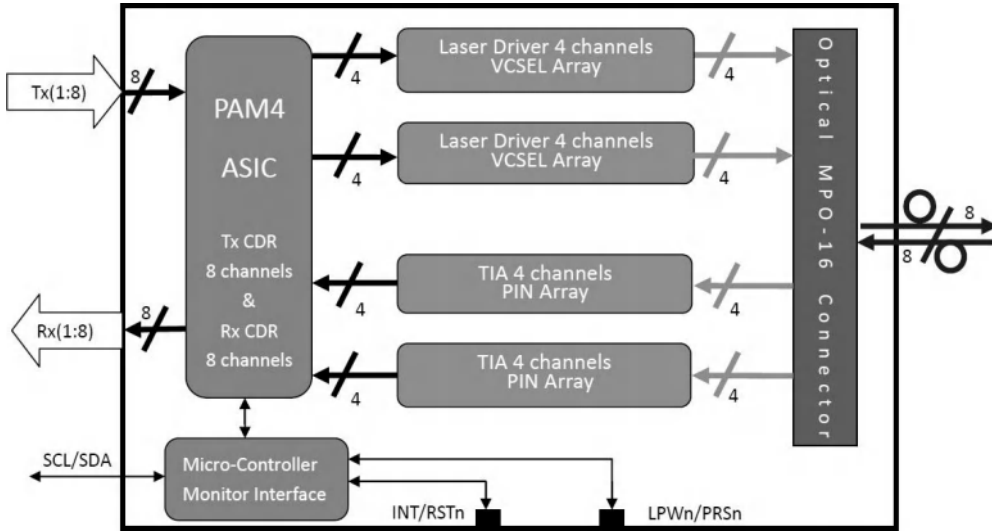 Tx(1:8)
8
PAM4
ASIC
Tx CDR
8 channels
&
Rx CDR
8 channels
4
Laser Driver 4 channels
VCSEL Array
4
4
Laser Driver 4 channels
VCSEL Array
4
4
TIA 4 channels
PIN Array
4
4
TIA 4 channels
PIN Array
4
Optical MPO-16 Connector
8
8
Rx(1:8)
8
SCL/SDA
Micro-Controller
Monitor Interface
INT/RSTn
LPWn/PRSn